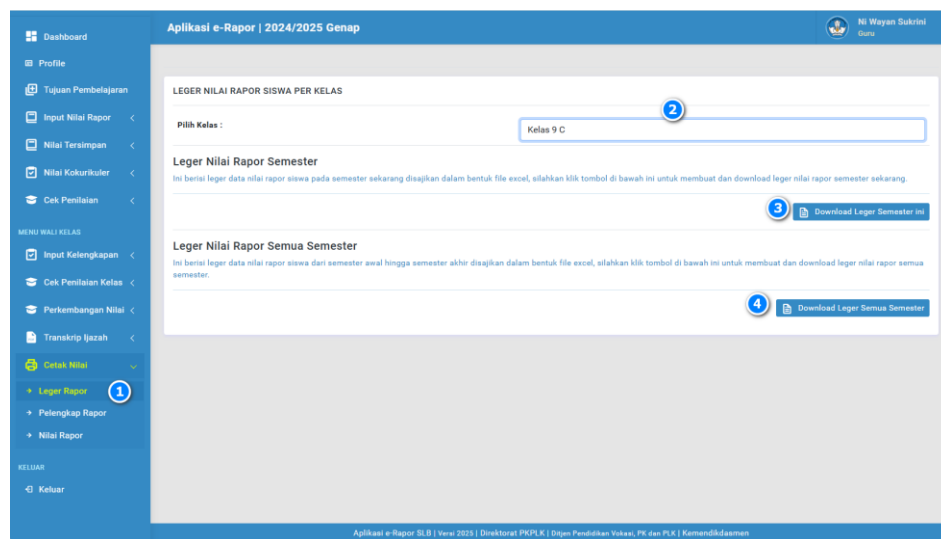 Aplikasi e-Rapor | 2024/2025 Genap
Ni Wayan Sukrini
Guru
Dashboard
Profile
Tujuan Pembelajaran
Input Nilai Rapor
Nilai Tersimpan
Nilai Kokurikuler
Cek Penilaian
MENU WALI KELAS
Input Kelengkapan
Cek Penilaian Kelas
Perkembangan Nilai
Transkrip Ijazah
Cetak Nilai
Leger Rapor
1
Pelengkap Rapor
Nilai Rapor
KELUAR
Keluar
LEGER NILAI RAPOR SISWA PER KELAS
2
Pilih Kelas :
Kelas 9 C
Leger Nilai Rapor Semester
Ini berisi leger data nilai rapor siswa pada semester sekarang disajikan dalam bentuk file excel, silahkan klik tombol di bawah ini untuk membuat dan download leger nilai rapor semester sekarang.
3
Download Leger Semester ini
Leger Nilai Rapor Semua Semester
Ini berisi leger data nilai rapor siswa dari semester awal hingga semester akhir disajikan dalam bentuk file excel, silahkan klik tombol di bawah ini untuk membuat dan download leger nilai rapor semua
semester.
4
Download Leger Semua Semester
Aplikasi e-Rapor SLB | Versi 2025 | Direktorat PKPLK | Ditjen Pendidikan Vokasi, PK dan PLK | Kemendikdasmen